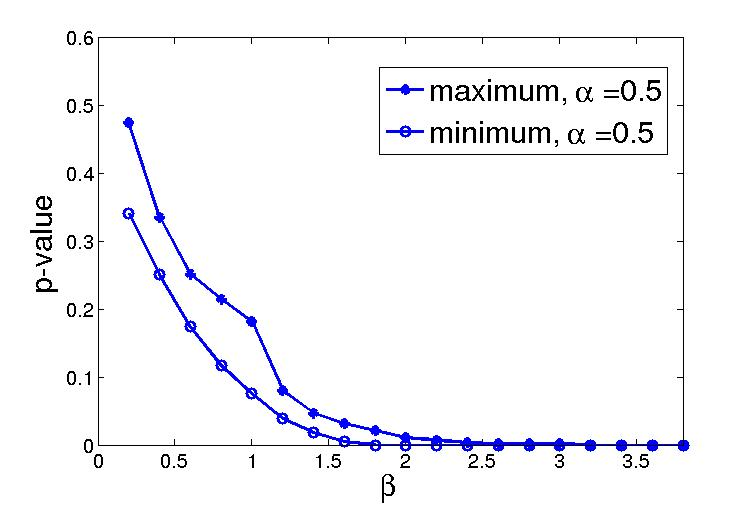 0.6
maximum, α =0.5
minimum, α =0.5
0.5
0.4
0.3
0.2
0.1
0
p-value
0 0.5 1 1.5 2 2.5 3 3.5
β